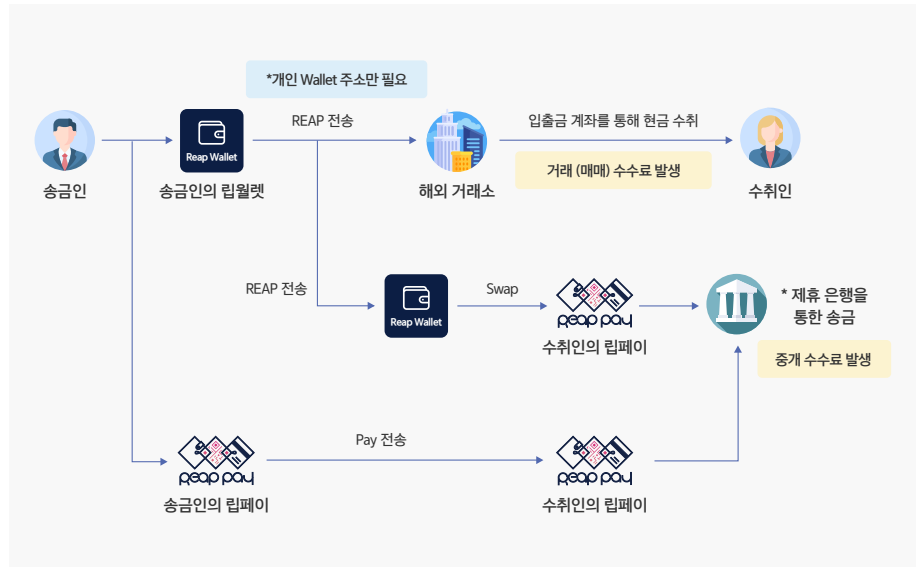 *개인 Wallet 주소만 필요
REAP 전송
입출금 계좌를 통해 현금 수취
Reap Wallet
거래 (매매) 수수료 발생
송금인
송금인의 립월렛
해외 거래소
수취인
REAP 전송
Reap Wallet
Swap
reap pay
수취인의 립페이
* 제휴 은행을
통한 송금
중개 수수료 발생
Pay 전송
reap pay
송금인의 립페이
reap pay
수취인의 립페이